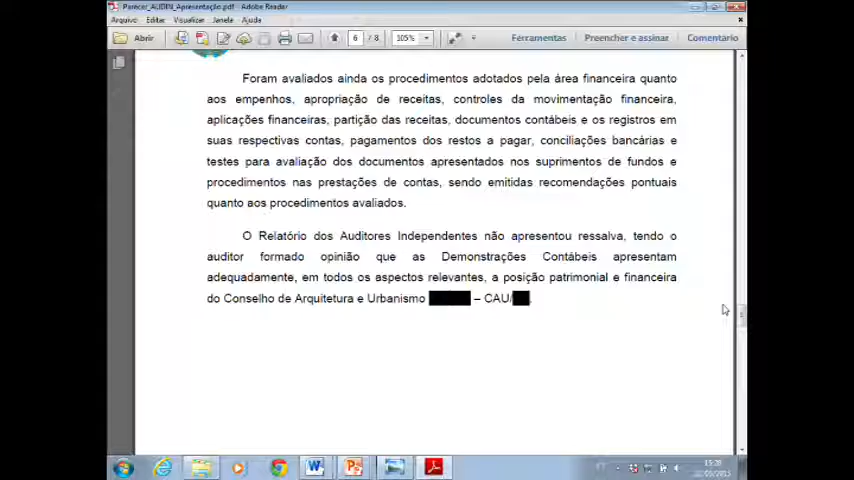 Parecer_AUDIN_Apresentação.pdf - Adobe Reader
Arquivo Editar Visualizar Janela Ajuda
Abrir 6 / 8 105% Ferramentas Preencher e assinar Comentário
Foram avaliados ainda os procedimentos adotados pela área financeira quanto
aos empenhos, apropriação de receitas, controles da movimentação financeira,
aplicações financeiras, partição das receitas, documentos contábeis e os registros em
suas respectivas contas, pagamentos dos restos a pagar, conciliações bancárias e
testes para avaliação dos documentos apresentados nos suprimentos de fundos e
procedimentos nas prestações de contas, sendo emitidas recomendações pontuais
quanto aos procedimentos avaliados.
O Relatório dos Auditores Independentes não apresentou ressalva, tendo o
auditor formado opinião que as Demonstrações Contábeis apresentam
adequadamente, em todos os aspectos relevantes, a posição patrimonial e financeira
do Conselho de Arquitetura e Urbanismo – CAU/ .
15:28